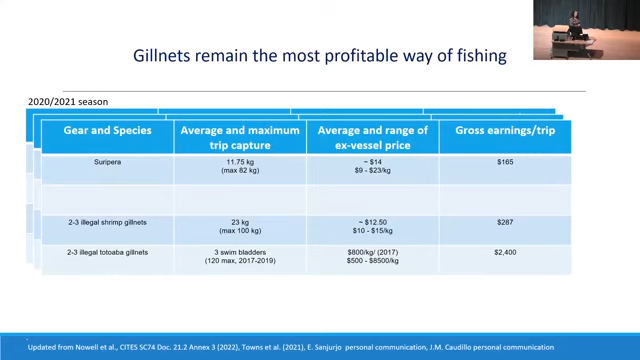 Gillnets remain the most profitable way of fishing
2020/2021 season
Gear and Species
Average and maximum trip capture
Average and range of ex-vessel price
Gross earnings/trip
Suripera
11.75 kg
(max 82 kg)
~ $14
$9 - $23/kg
$165
2-3 illegal shrimp gillnets
23 kg
(max 100 kg)
~ $12.50
$10 - $15/kg
$287
2-3 illegal totoaba gillnets
3 swim bladders
(120 max, 2017-2019)
$800/kg/ (2017)
$500 - $8500/kg
$2,400
Updated from Nowell et al., CITES SC74 Doc. 21.2 Annex 3 (2022), Towns et al. (2021), E. Sanjurjo personal communication, J.M. Caudillo personal communication